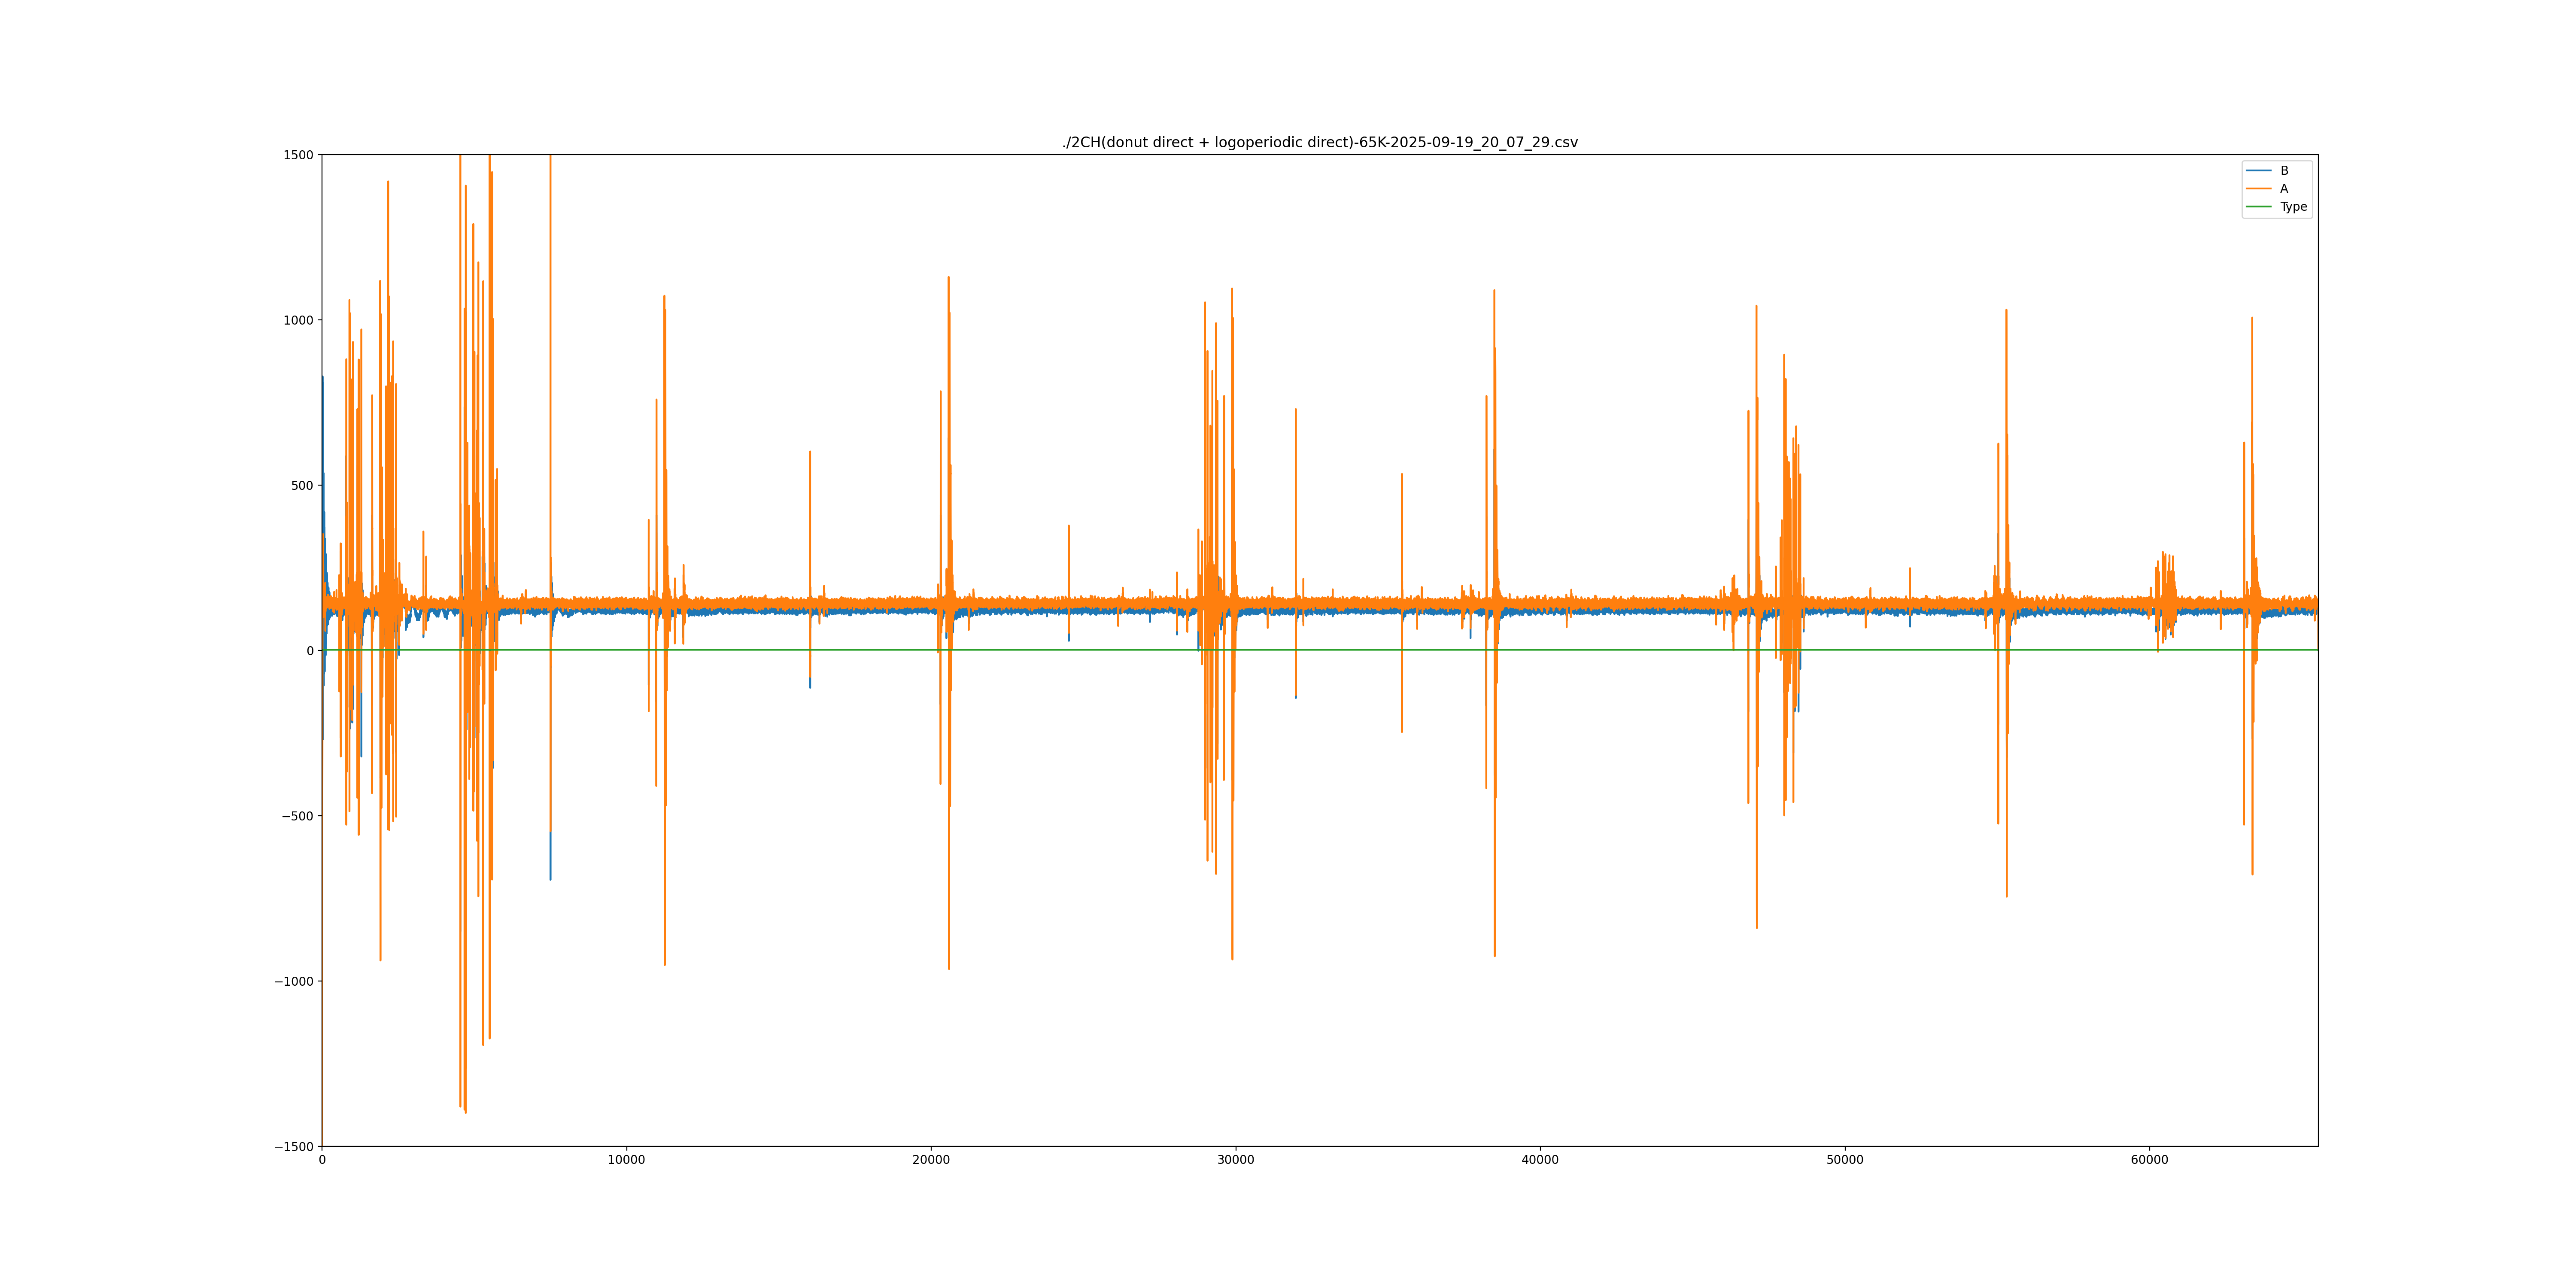 ./2CH(donut direct + logoperiodic direct)-65K-2025-09-19_20_07_29.csv
1500
B
A
Type
1000
500
0
−500
−1000
−1500
0 10000 20000 30000 40000 50000 60000